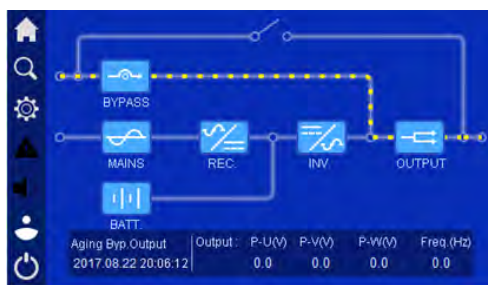 BYPASS
MAINS REC. INV. OUTPUT
BATT.
Aging Byp.Output Output: P-U(V) P-V(V) P-W(V) Freq.(Hz)
2017.08.22 20:06:12 0.0 0.0 0.0 0.0